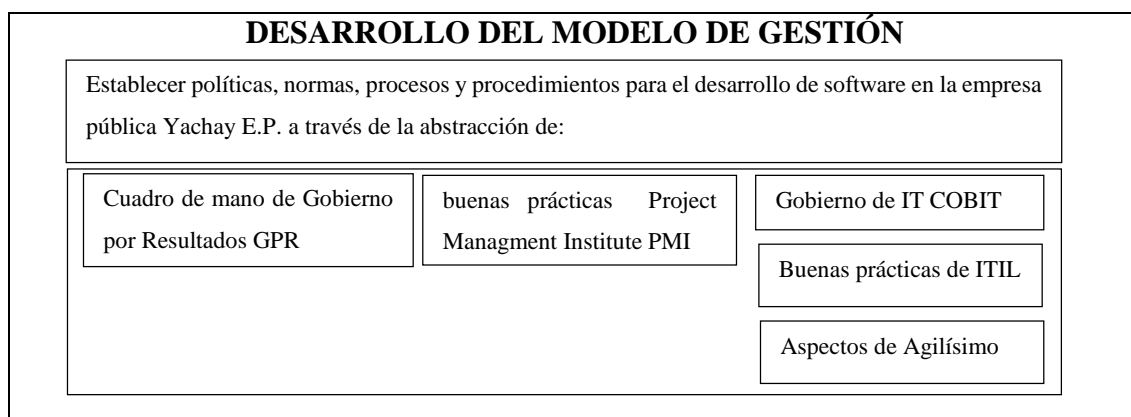 DESARROLLO DEL MODELO DE GESTIÓN
Establecer políticas, normas, procesos y procedimientos para el desarrollo de software en la empresa
pública Yachay E.P. a través de la abstracción de:
Cuadro de mano de Gobierno
por Resultados GPR
buenas prácticas Project
Managment Institute PMI
Gobierno de IT COBIT
Buenas prácticas de ITIL
Aspectos de Agilísimo